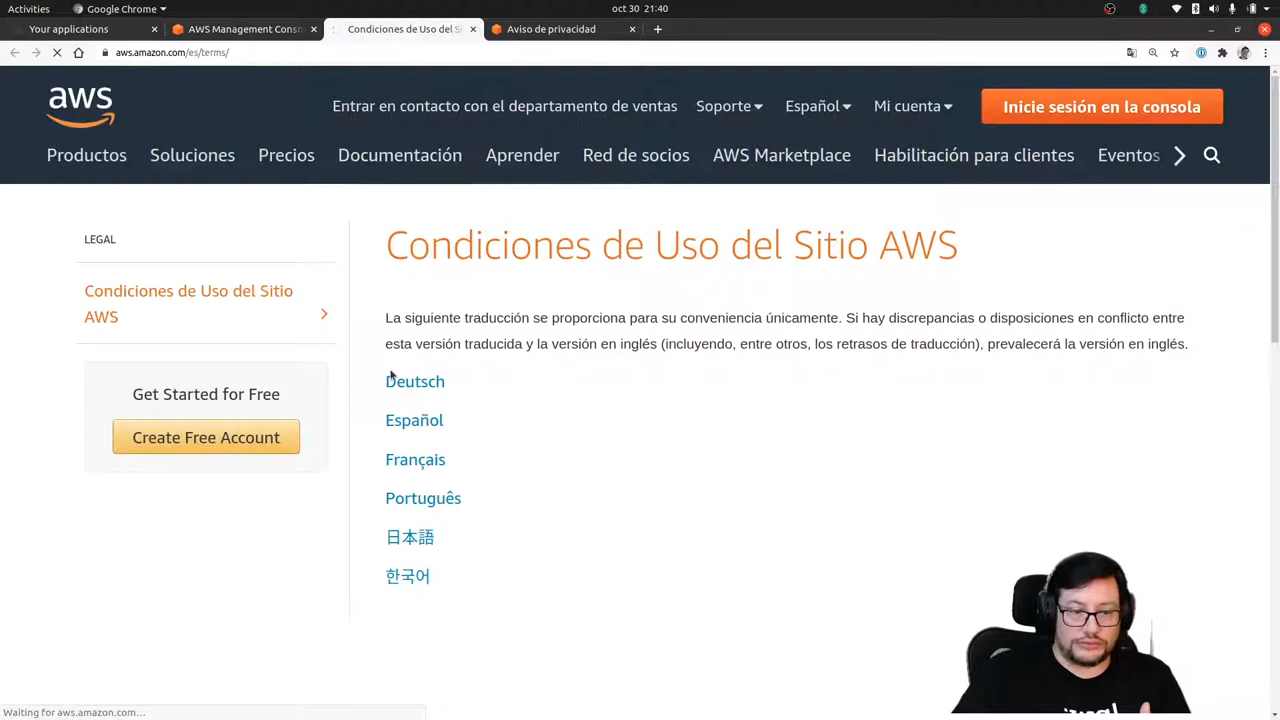 Activities
Google Chrome
oct 30 21:40
Your applications
AWS Management Conso
Condiciones de Uso del Si
Aviso de privacidad
aws.amazon.com/es/terms/
aws
Entrar en contacto con el departamento de ventas
Soporte
Español
Mi cuenta
Inicie sesión en la consola
Productos
Soluciones
Precios
Documentación
Aprender
Red de socios
AWS Marketplace
Habilitación para clientes
Eventos
LEGAL
Condiciones de Uso del Sitio
AWS
Get Started for Free
Create Free Account
Condiciones de Uso del Sitio AWS
La siguiente traducción se proporciona para su conveniencia únicamente. Si hay discrepancias o disposiciones en conflicto entre
esta versión traducida y la versión en inglés (incluyendo, entre otros, los retrasos de traducción), prevalecerá la versión en inglés.
Deutsch
Español
Français
Português
日本語
한국어
Waiting for aws.amazon.com...